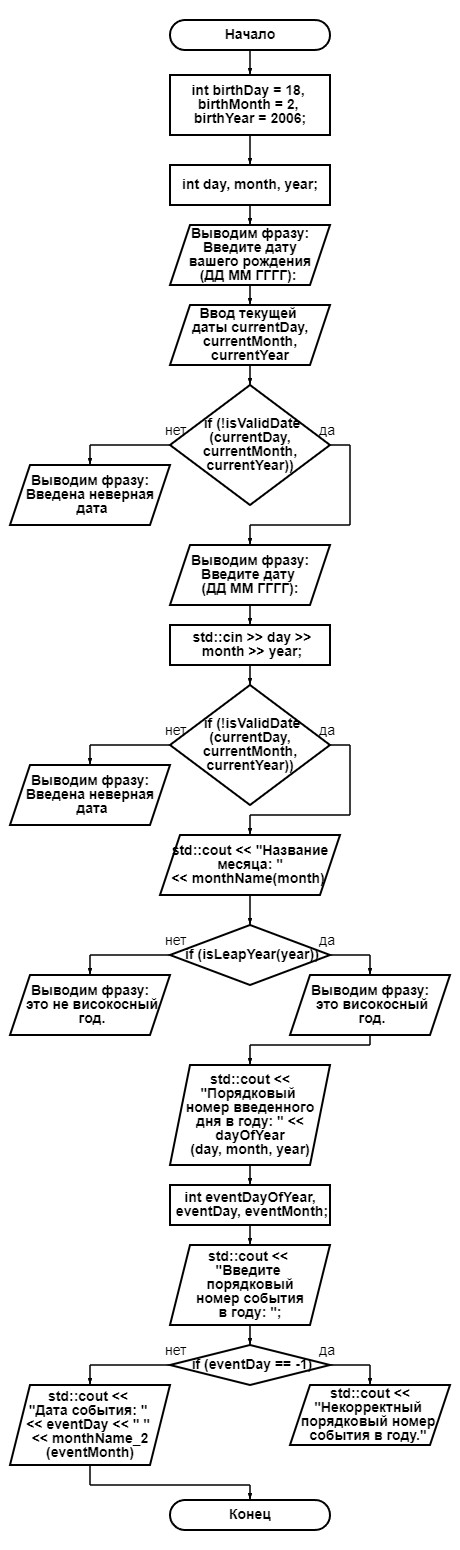 Начало
int birthDay = 18,
birthMonth = 2,
birthYear = 2006;
int day, month, year;
Выводим фразу:
Введите дату
вашего рождения
(ДД ММ ГГГГ):
Ввод текущей
даты currentDay,
currentMonth,
currentYear
нет
if (!isValidDate
(currentDay,
currentMonth,
currentYear))
да
Выводим фразу:
Введена неверная
дата
Выводим фразу:
Введите дату
(ДД ММ ГГГГ):
std::cin >> day >>
month >> year;
нет
if (!isValidDate
(currentDay,
currentMonth,
currentYear))
да
Выводим фразу:
Введена неверная
дата
std::cout << "Название
месяца: "
<< monthName(month)
нет
if (isLeapYear(year))
да
Выводим фразу:
это не високосный
год.
Выводим фразу:
это високосный
год.
std::cout <<
"Порядковый
номер введенного
дня в году: " <<
dayOfYear
(day, month, year)
int eventDayOfYear,
eventDay, eventMonth;
std::cout <<
"Введите
порядковый
номер события
в году: ";
нет
if (eventDay == -1)
да
std::cout <<
"Дата события: "
<< eventDay << " "
<< monthName_2
(eventMonth)
std::cout <<
"Некорректный
порядковый номер
события в году."
Конец